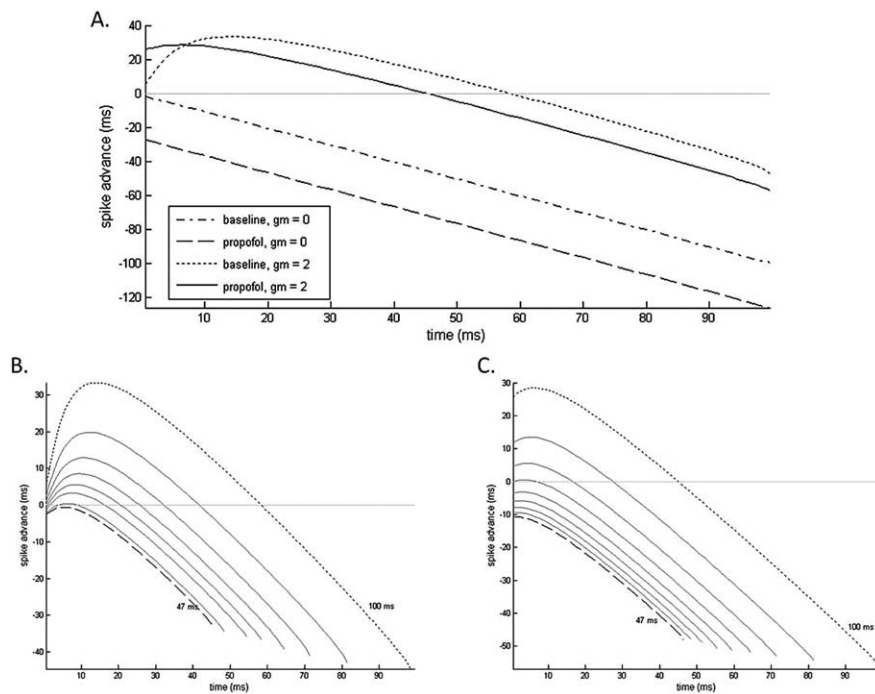 A.
40
20
0
-20
-40
-60
-80
-100
-120
spike advance (ms)
baseline, gm = 0
propofol, gm = 0
baseline, gm = 2
propofol, gm = 2
10 20 30 40 50 60 70 80 90
time (ms)
B.
30
20
10
0
-10
-20
-30
-40
spike advance (ms)
47 ms
100 ms
10 20 30 40 50 60 70 80 90
time (ms)
C.
30
20
10
0
-10
-20
-30
-40
-50
spike advance (ms)
47 ms
100 ms
10 20 30 40 50 60 70 80 90
time (ms)